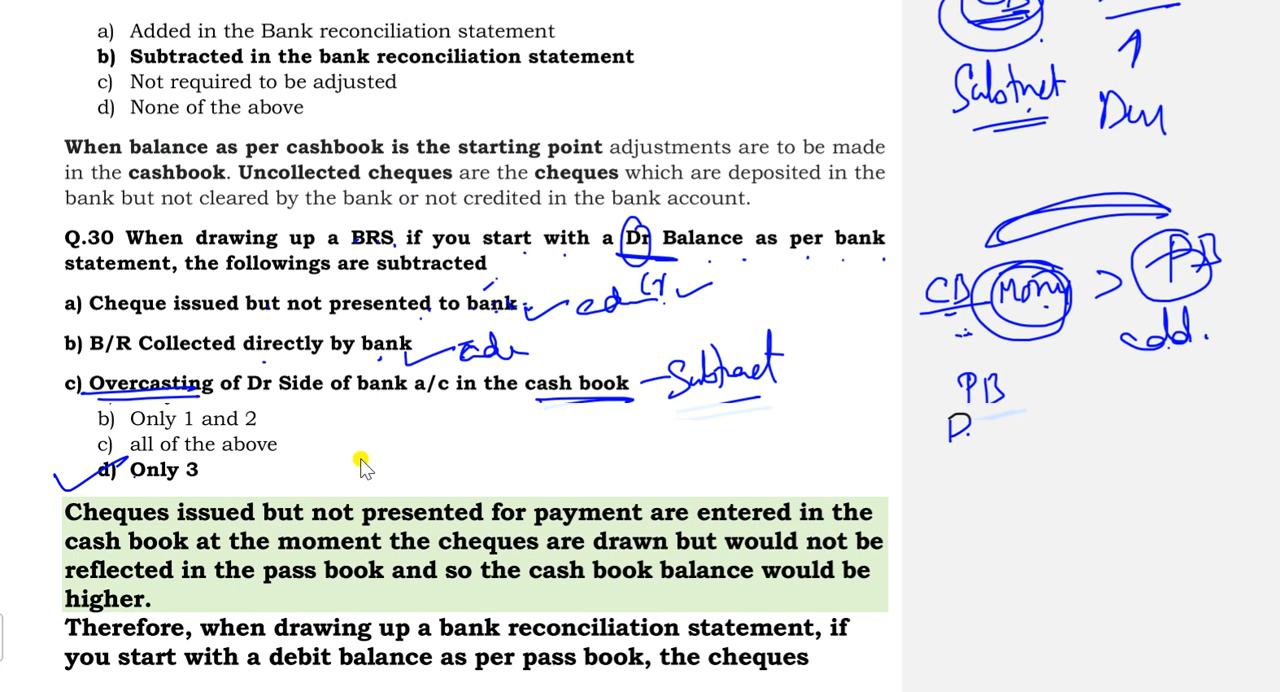 a) Added in the Bank reconciliation statement
b) Subtracted in the bank reconciliation statement
c) Not required to be adjusted
d) None of the above
When balance as per cashbook is the starting point adjustments are to be made
in the cashbook. Uncollected cheques are the cheques which are deposited in the
bank but not cleared by the bank or not credited in the bank account.
Q.30 When drawing up a BRS, if you start with a Dr Balance as per bank
statement, the followings are subtracted
a) Cheque issued but not presented to bank
b) B/R Collected directly by bank
c) Overcasting of Dr Side of bank a/c in the cash book Subtract
b) Only 1 and 2
c) all of the above
d) Only 3
Cheques issued but not presented for payment are entered in the
cash book at the moment the cheques are drawn but would not be
reflected in the pass book and so the cash book balance would be
higher.
Therefore, when drawing up a bank reconciliation statement, if
you start with a debit balance as per pass book, the cheques
CB > PB
add.
PB
D.